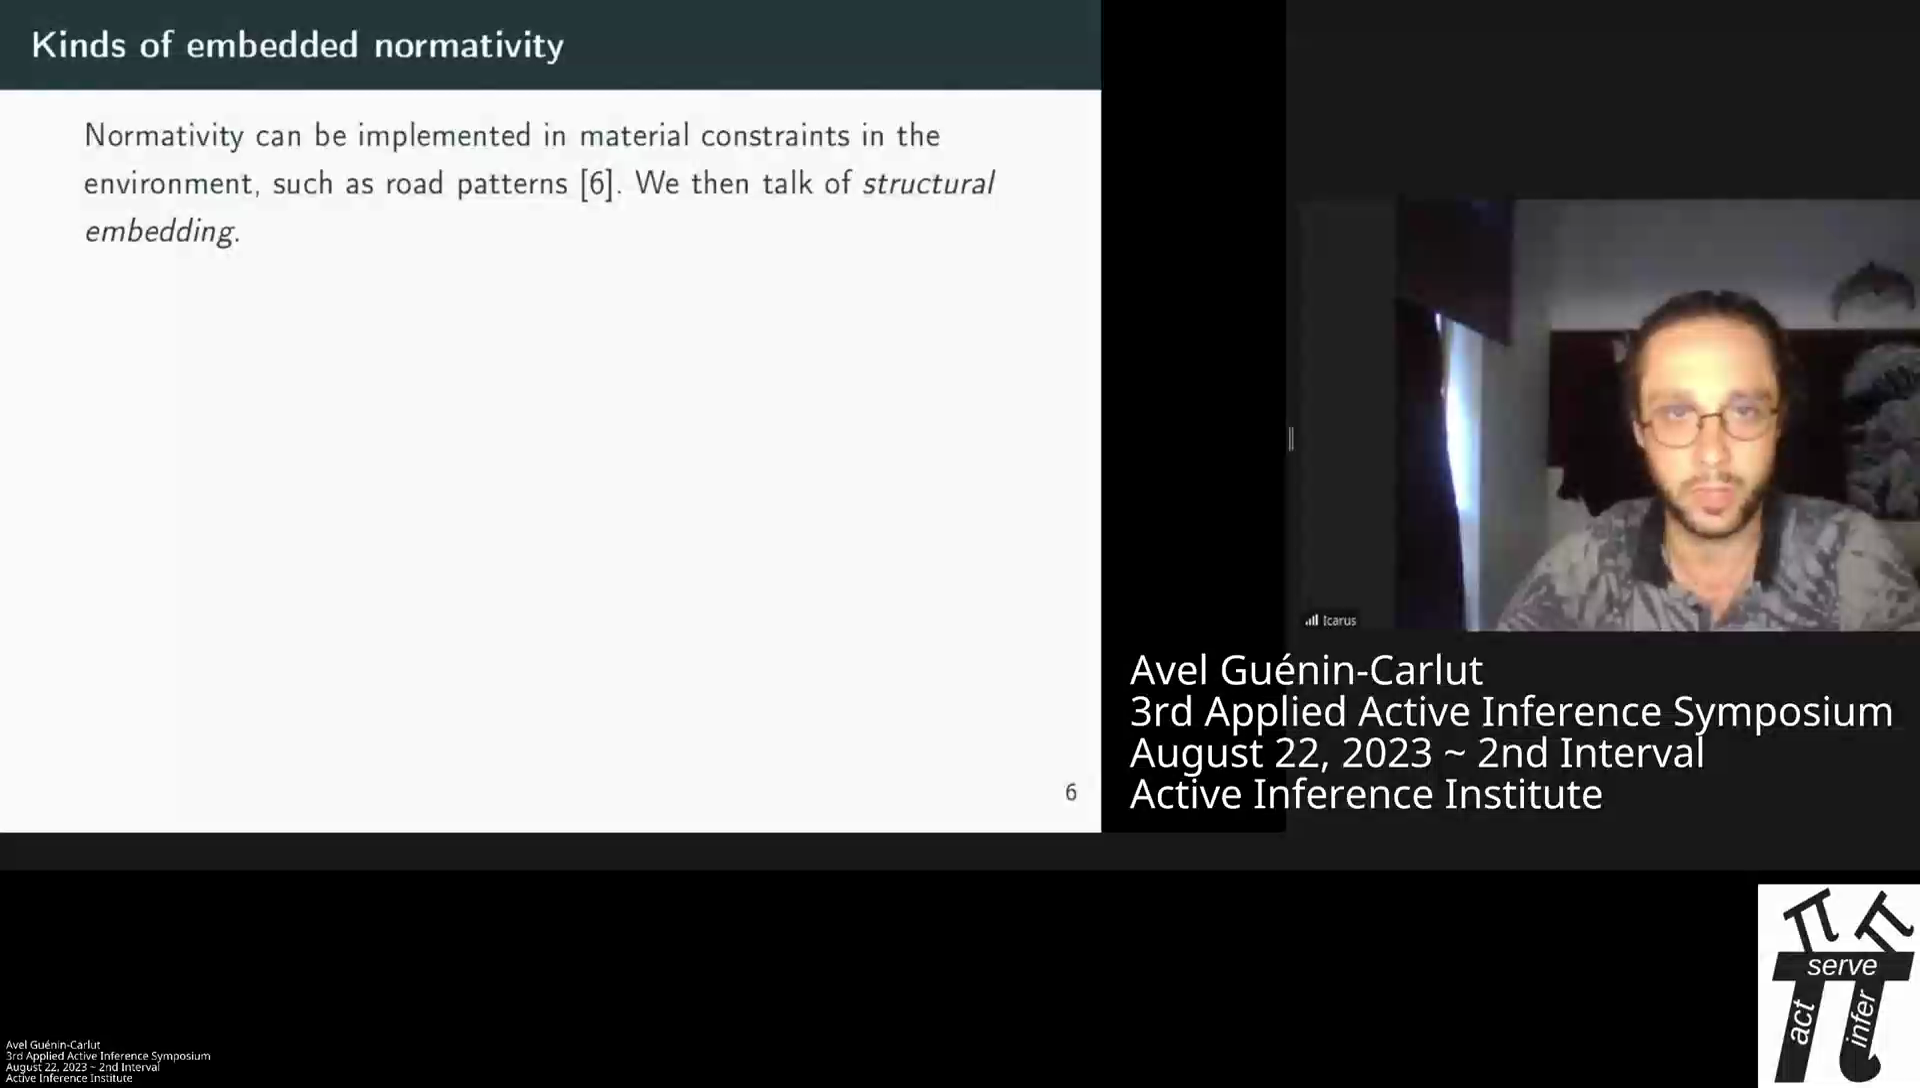 Kinds of embedded normativity
Normativity can be implemented in material constraints in the
environment, such as road patterns [6]. We then talk of structural
embedding.
6
Icarus
Avel Guénin-Carlut
3rd Applied Active Inference Symposium
August 22, 2023 ~ 2nd Interval
Active Inference Institute
serve
act
infer
Avel Guénin-Carlut
3rd Applied Active Inference Symposium
August 22, 2023 ~ 2nd Interval
Active Inference Institute